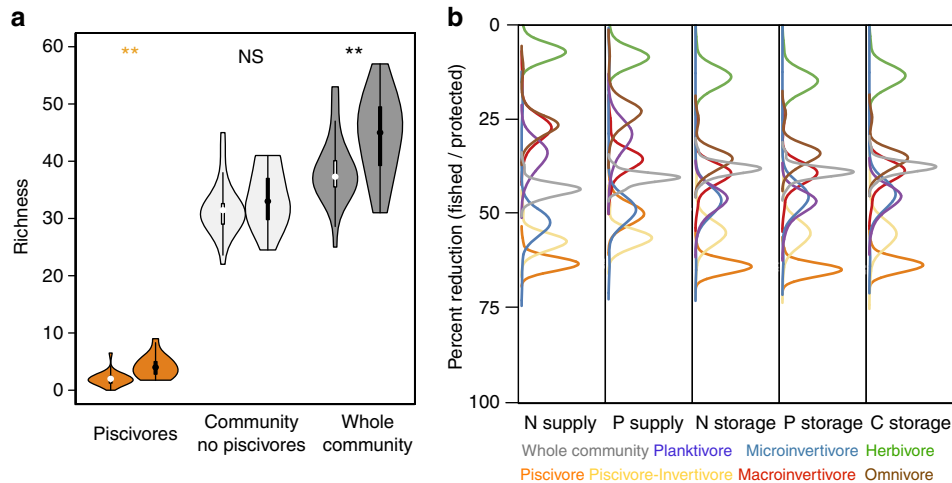 a
Richness
60
50
40
30
20
10
0
**
NS
**
Piscivores
Community
no piscivores
Whole
community
b
Percent reduction (fished / protected)
0
25
50
75
100
N supply P supply N storage P storage C storage
Whole community Planktivore Microinvertivore Herbivore
Piscivore Piscivore-Invertivore Macroinvertivore Omnivore